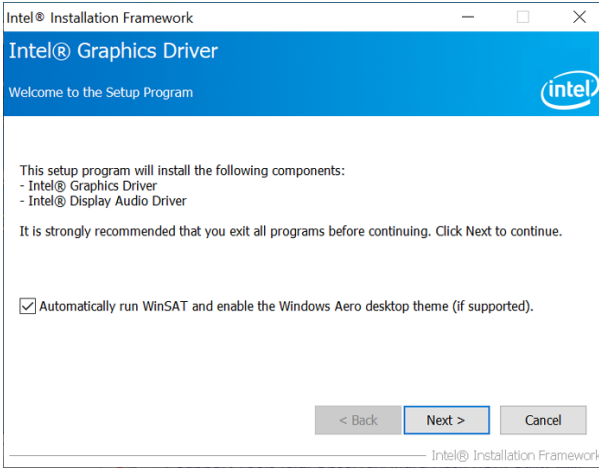 Intel® Installation Framework
Intel® Graphics Driver
Welcome to the Setup Program
intel
This setup program will install the following components:
- Intel® Graphics Driver
- Intel® Display Audio Driver
It is strongly recommended that you exit all programs before continuing. Click Next to continue.
Automatically run WinSAT and enable the Windows Aero desktop theme (if supported).
< Back
Next >
Cancel
Intel® Installation Framework